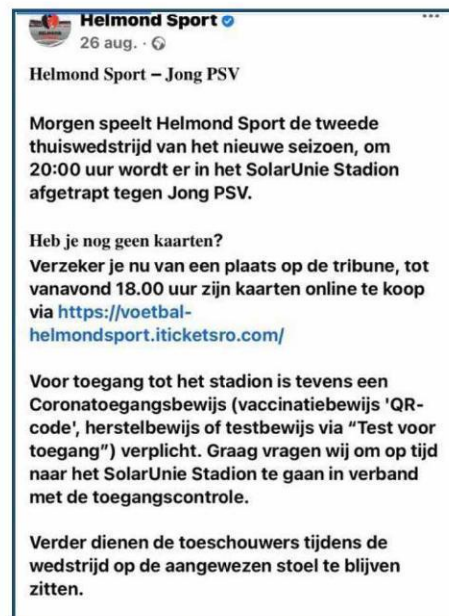 Helmond Sport
26 aug. ·
Helmond Sport – Jong PSV
Morgen speelt Helmond Sport de tweede
thuiswedstrijd van het nieuwe seizoen, om
20:00 uur wordt er in het SolarUnie Stadion
afgetrapt tegen Jong PSV.
Heb je nog geen kaarten?
Verzeker je nu van een plaats op de tribune, tot
vanavond 18.00 uur zijn kaarten online te koop
via https://voetbal-
helmondsport.iticketsro.com/
Voor toegang tot het stadion is tevens een
Coronatoegangsbewijs (vaccinatiebewijs 'QR-
code', herstelbewijs of testbewijs via “Test voor
toegang”) verplicht. Graag vragen wij om op tijd
naar het SolarUnie Stadion te gaan in verband
met de toegangscontrole.
Verder dienen de toeschouwers tijdens de
wedstrijd op de aangewezen stoel te blijven
zitten.